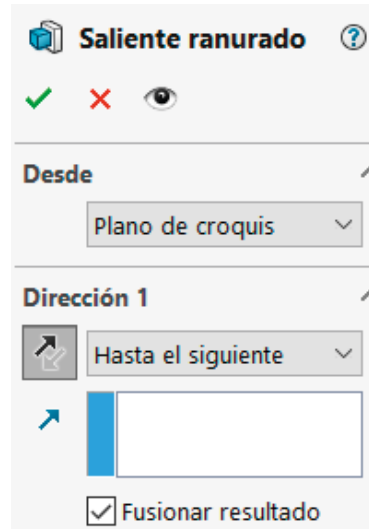 Saliente ranurado ?
Desde
Plano de croquis
Dirección 1
Hasta el siguiente
Fusionar resultado